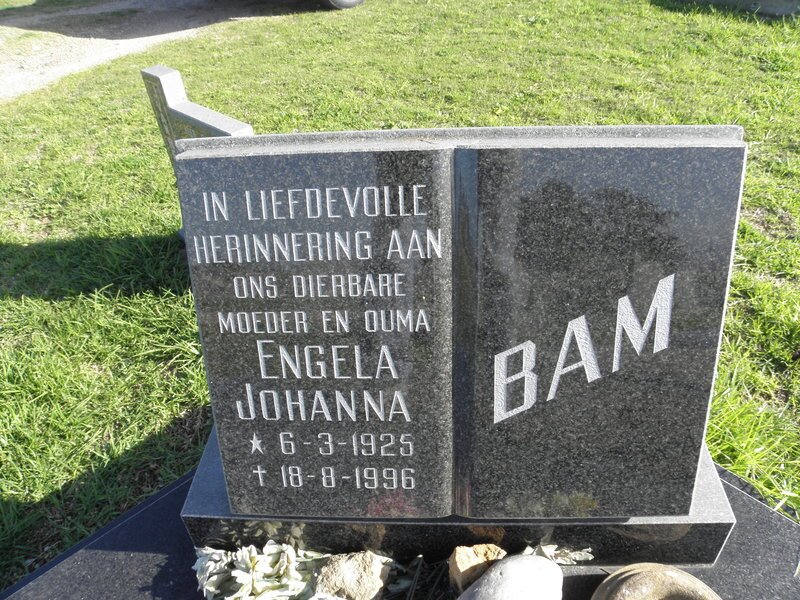 IN LIEFDEVOLLE
HERINNERING AAN
ONS DIERBARE
MOEDER EN OUMA
ENGELA
JOHANNA
★ 6-3-1925
✝ 18-8-1996
BAM